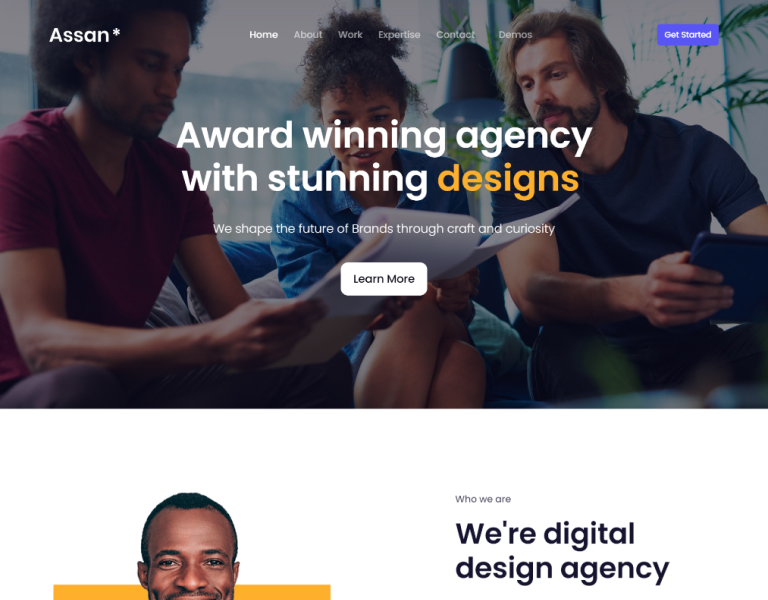 Assan*
Home About Work Expertise Contact Demos
Get Started
Award winning agency
with stunning designs
We shape the future of Brands through craft and curiosity
Learn More
Who we are
We're digital
design agency